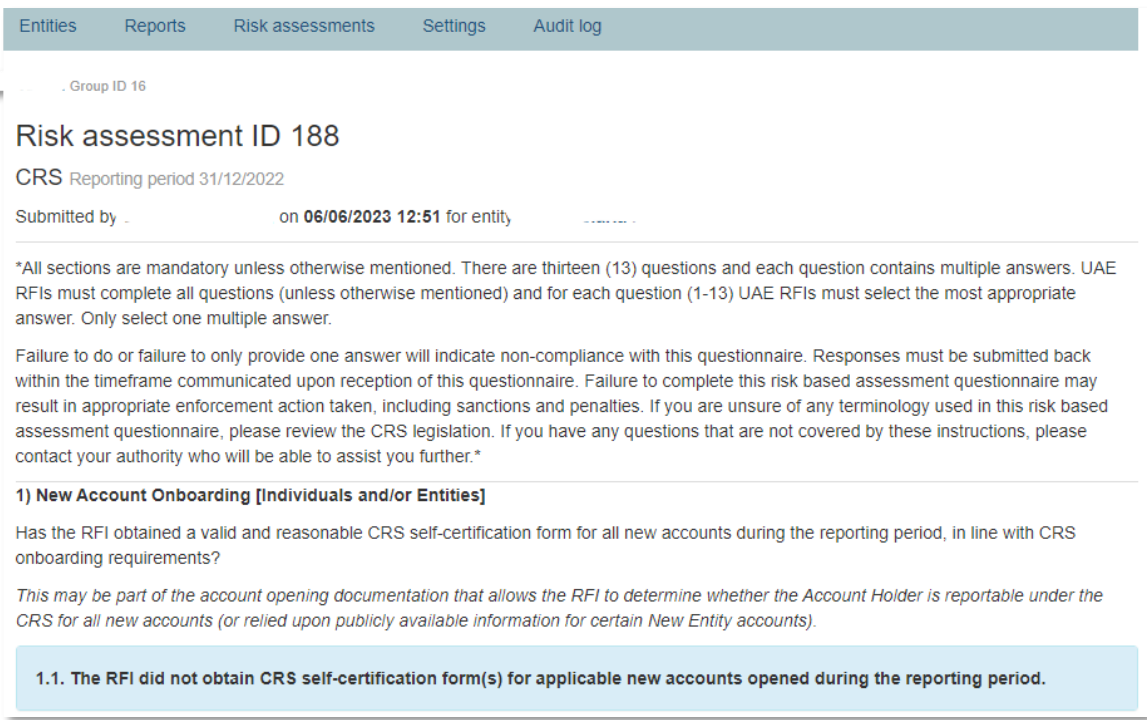 Entities Reports Risk assessments Settings Audit log
. Group ID 16
Risk assessment ID 188
CRS Reporting period 31/12/2022
Submitted by on 06/06/2023 12:51 for entity
*All sections are mandatory unless otherwise mentioned. There are thirteen (13) questions and each question contains multiple answers. UAE
RFIs must complete all questions (unless otherwise mentioned) and for each question (1-13) UAE RFIs must select the most appropriate
answer. Only select one multiple answer.
Failure to do or failure to only provide one answer will indicate non-compliance with this questionnaire. Responses must be submitted back
within the timeframe communicated upon reception of this questionnaire. Failure to complete this risk based assessment questionnaire may
result in appropriate enforcement action taken, including sanctions and penalties. If you are unsure of any terminology used in this risk based
assessment questionnaire, please review the CRS legislation. If you have any questions that are not covered by these instructions, please
contact your authority who will be able to assist you further.*
1) New Account Onboarding [Individuals and/or Entities]
Has the RFI obtained a valid and reasonable CRS self-certification form for all new accounts during the reporting period, in line with CRS
onboarding requirements?
This may be part of the account opening documentation that allows the RFI to determine whether the Account Holder is reportable under the
CRS for all new accounts (or relied upon publicly available information for certain New Entity accounts).
1.1. The RFI did not obtain CRS self-certification form(s) for applicable new accounts opened during the reporting period.